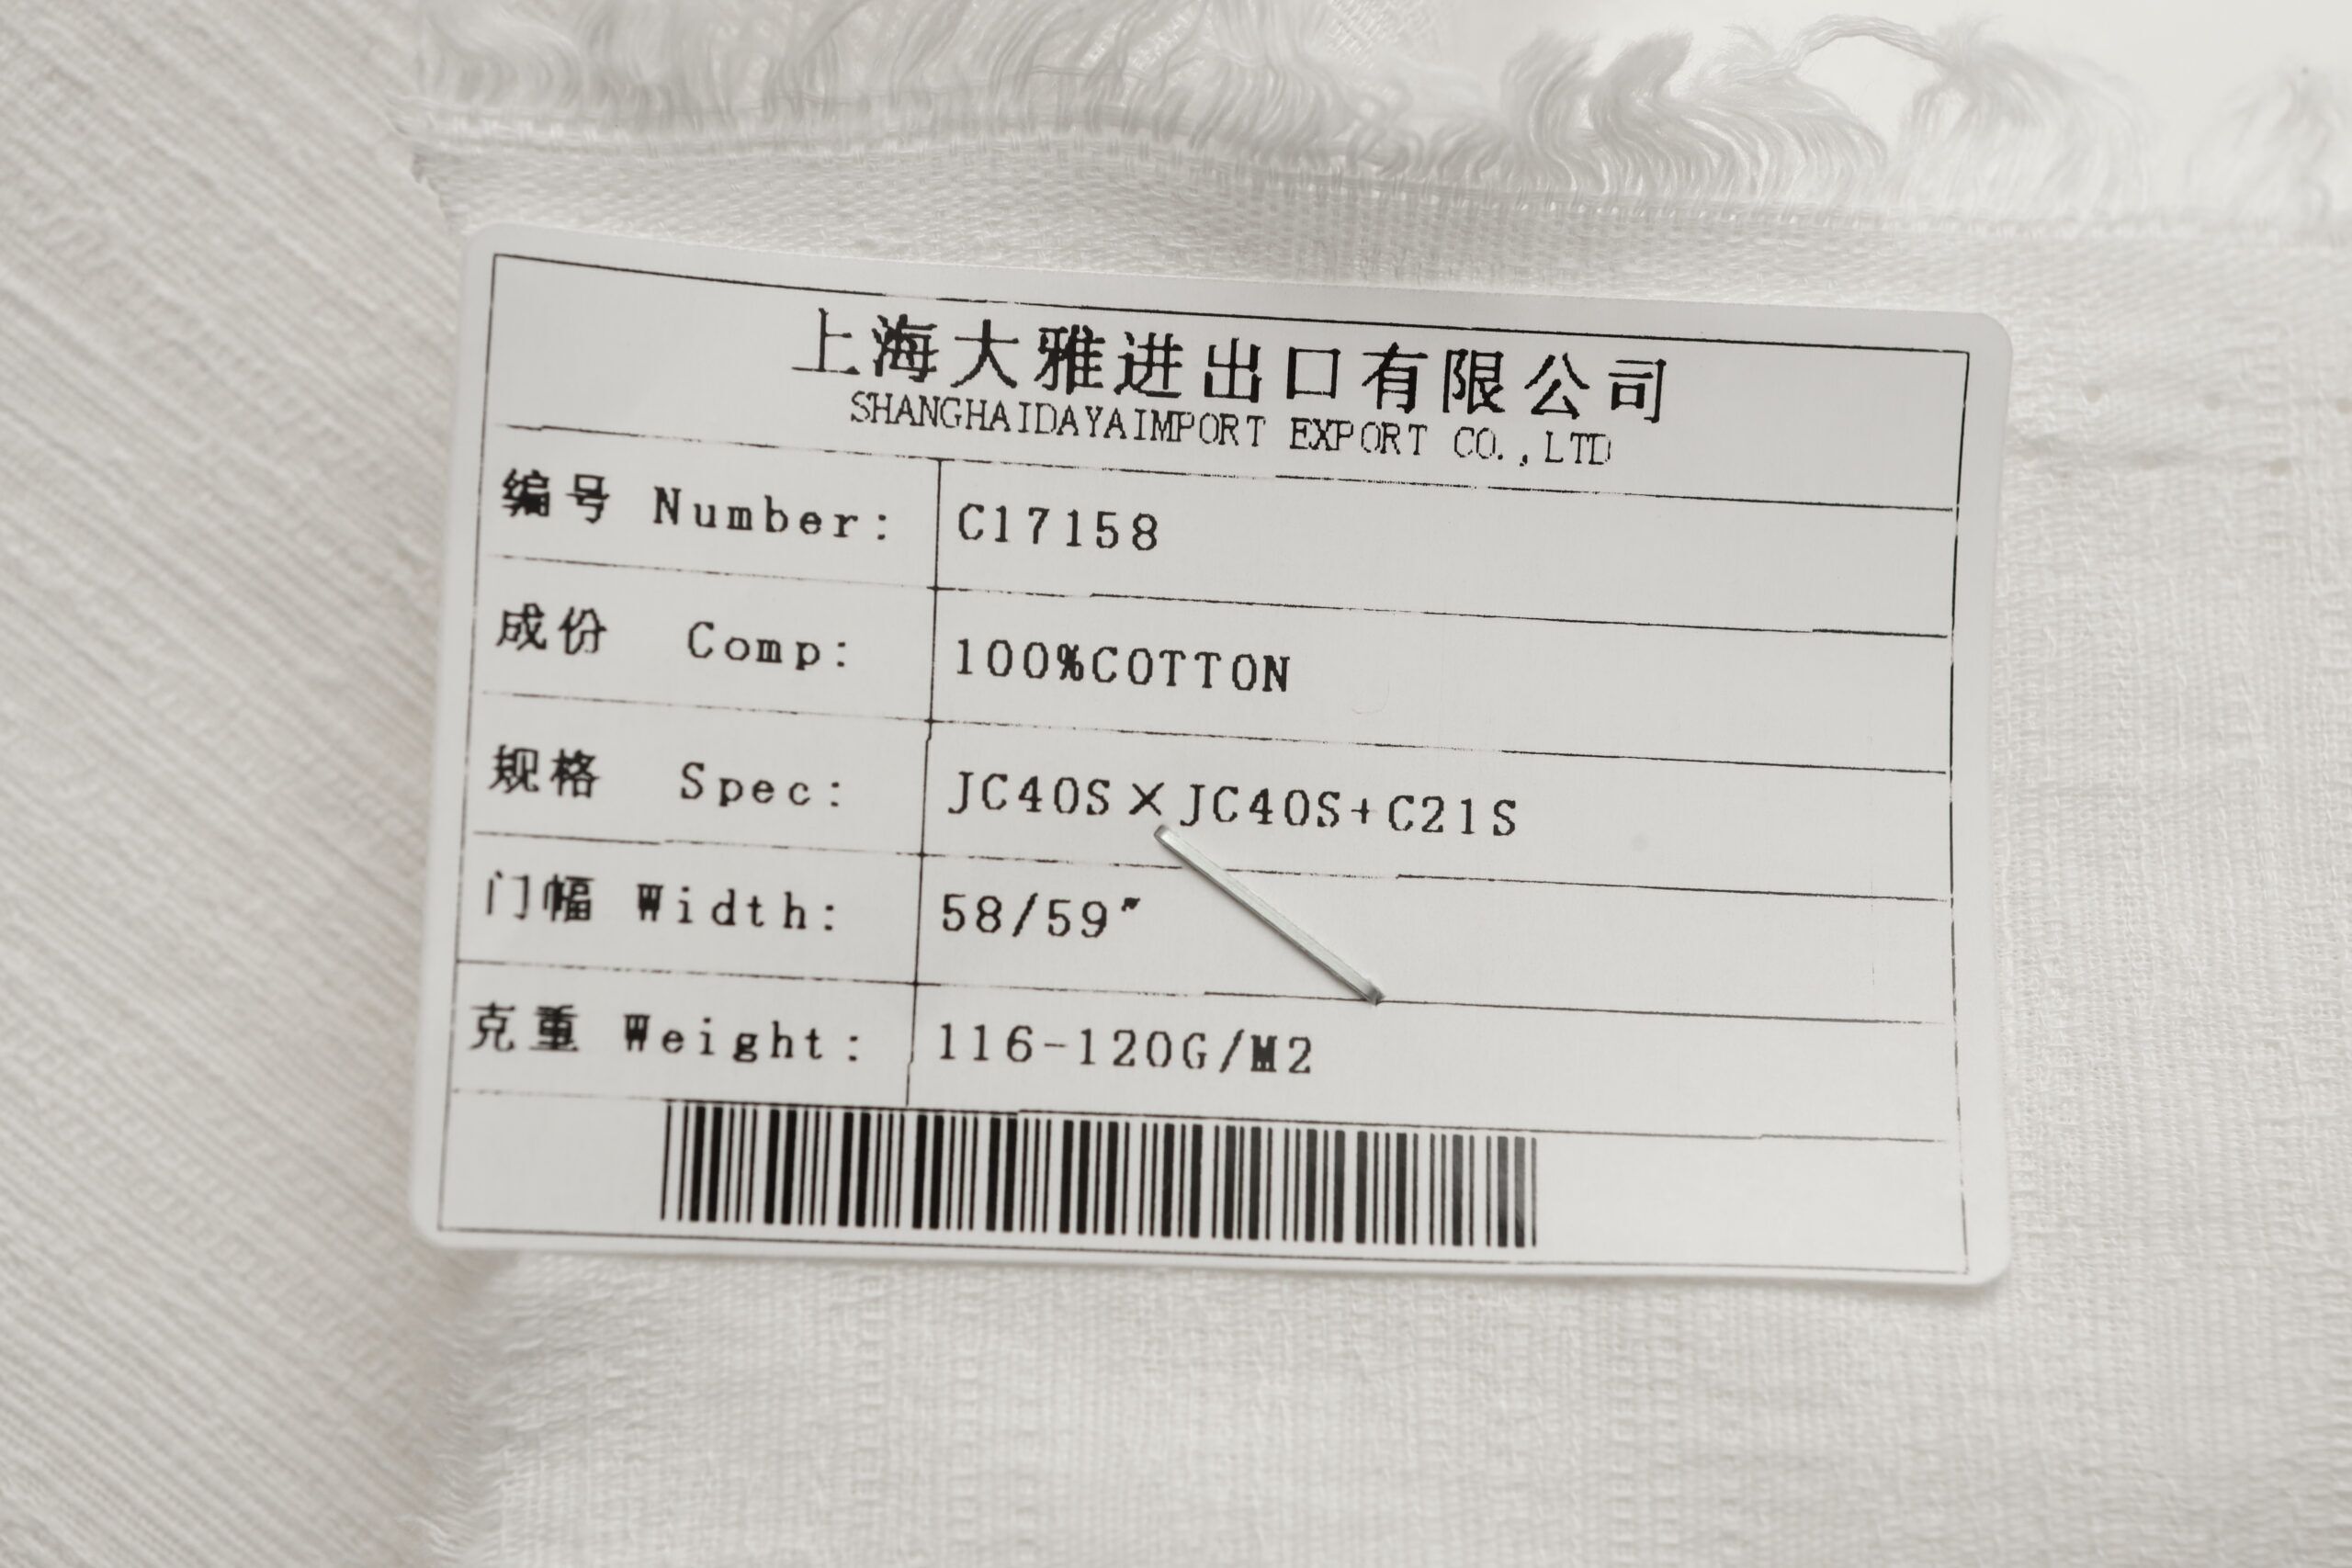 上海大雅进出口有限公司
SHANGHAIDAYAIMPORT EXPORT CO.,LTD
编号 Number: C17158
成份 Comp: 100%COTTON
规格 Spec: JC40S×JC40S+C21S
门幅 Width: 58/59"
克重 Weight: 116-120G/M2